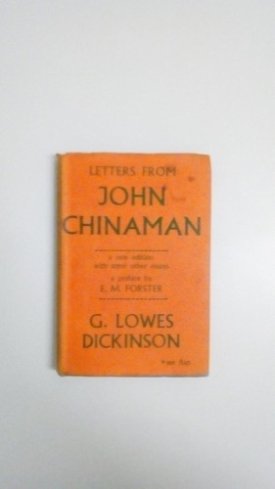 LETTERS FROM
JOHN
CHINAMAN
a new edition
with some other essays
a preface by
E. M. FORSTER
G. LOWES
DICKINSON